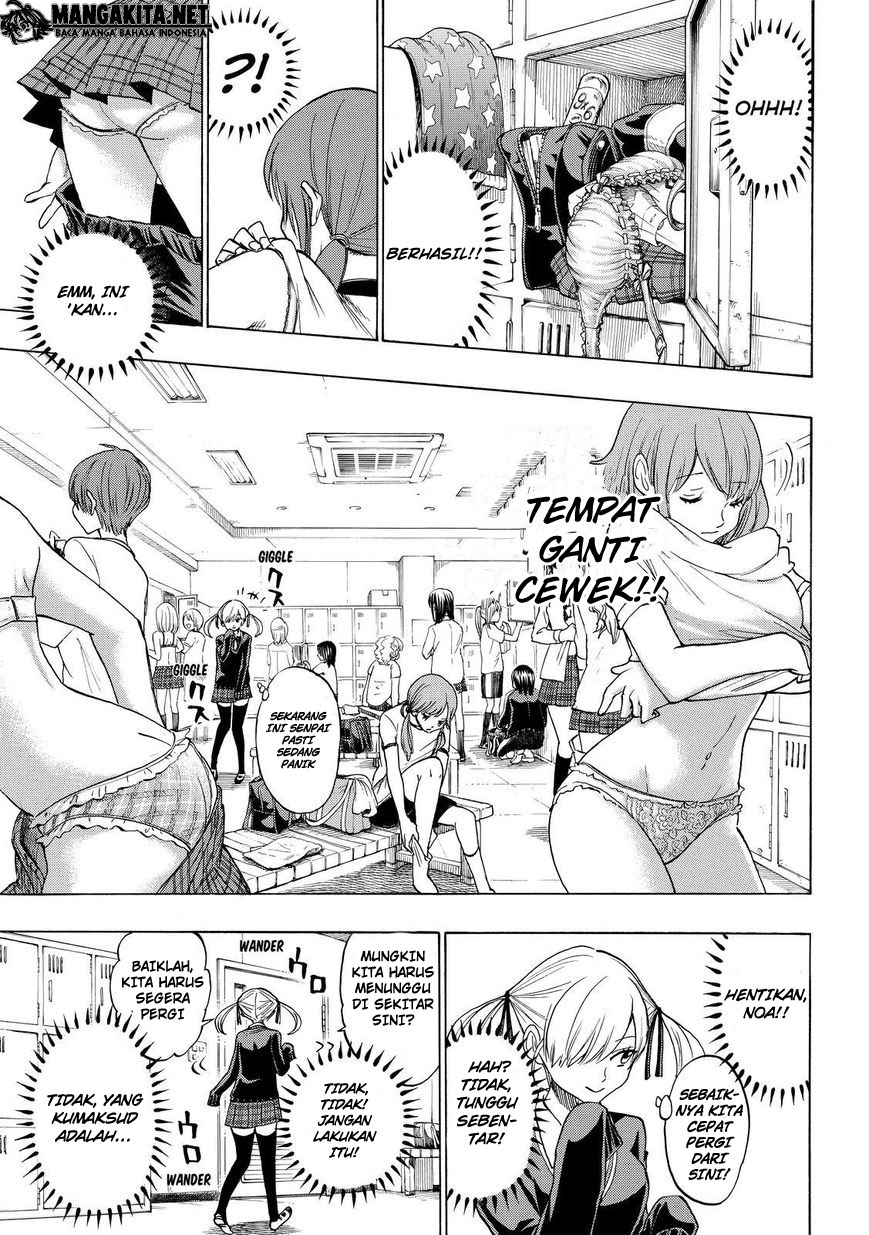 MANGAKITA.NET
BACA MANGA BAHASA INDONESIA
OHHH!
9x6
BERHASIL!!
?!
EMM, INI
'KAN...
TEMPAT
GANTI
CEWEK!!
GIGGLE
クス
GIGGLE
クス
SEKARANG
INI SENPAI
PASTI
SEDANG
PANIK
HENTIKAN,
NOA!!
SEBAIK-
NYA KITA
CEPAT
PERGI
DARI
SINI!
HAH?
TIDAK,
TUNGGU
SEBEN-
TAR!
MUNGKIN
KITA HARUS
MENUNGGU
DI SEKITAR
SINI?
WANDER
ウロ
TIDAK,
TIDAK!
JANGAN
LAKUKAN
ITU!
BAIKLAH,
KITA HARUS
SEGERA
PERGI
TIDAK, YANG
KUMAKSUD
ADALAH...
ウロ
WANDER